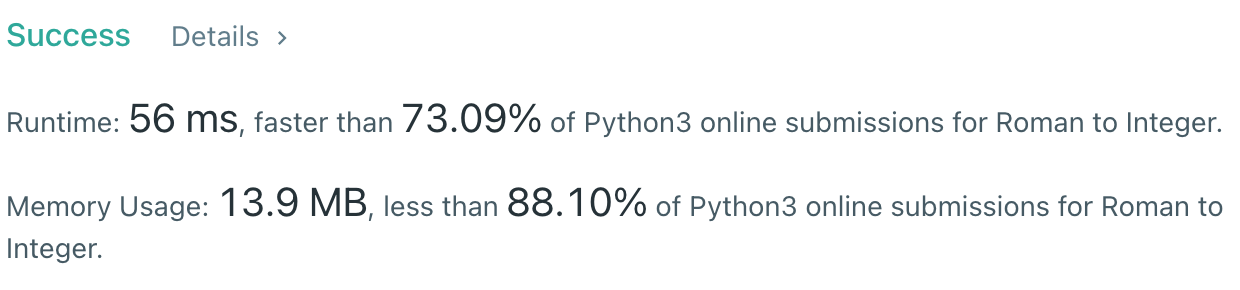 Success Details >
Runtime: 56 ms, faster than 73.09% of Python3 online submissions for Roman to Integer.
Memory Usage: 13.9 MB, less than 88.10% of Python3 online submissions for Roman to
Integer.